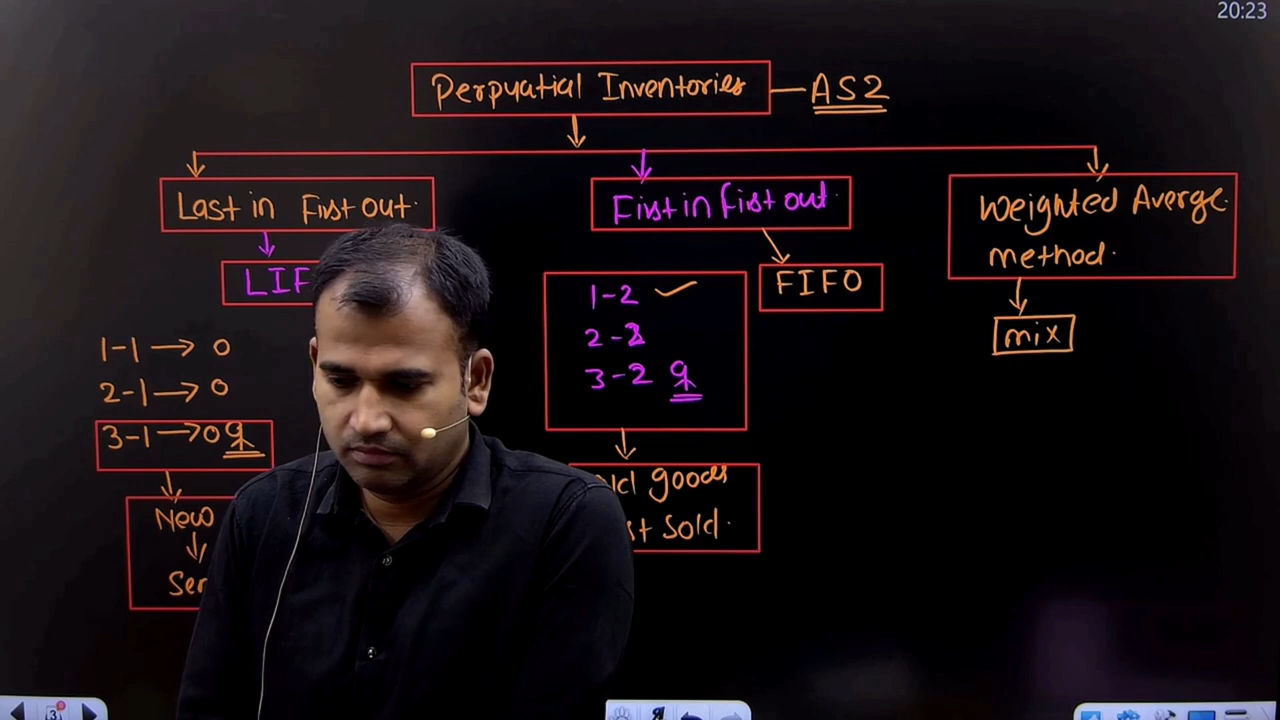 20:23
Perpuatial Inventories — AS2
Last in First out.
First in First out.
Weighted Averge
method.
FIFO
mix
1-1 → 0
2-1 → 0
3-1 → 0
1-2 ✓
2-2
3-2
New
goods
Sold.
3